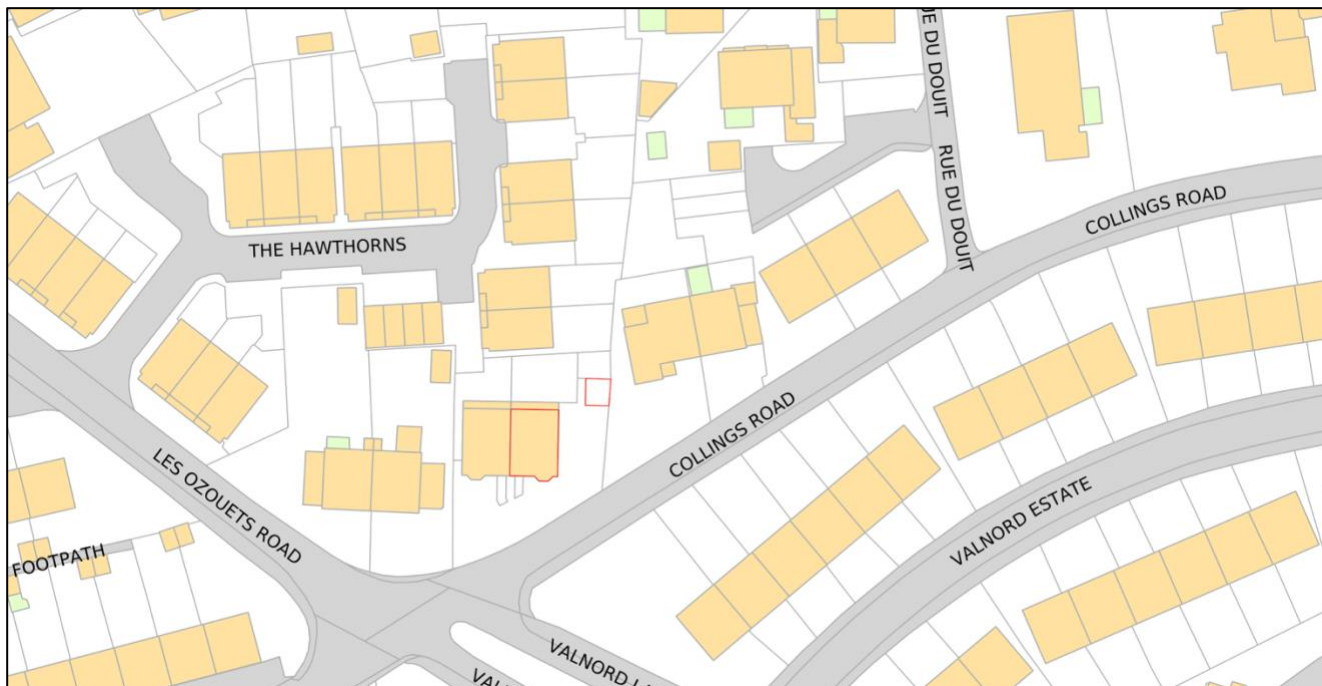 RUE DU DOUIT
RUE DU DOUIT
COLLINGS ROAD
THE HAWTHORNS
COLLINGS ROAD
LES OZOUETS ROAD
VALNORD ESTATE
FOOTPATH
VALNORD LA
VALN